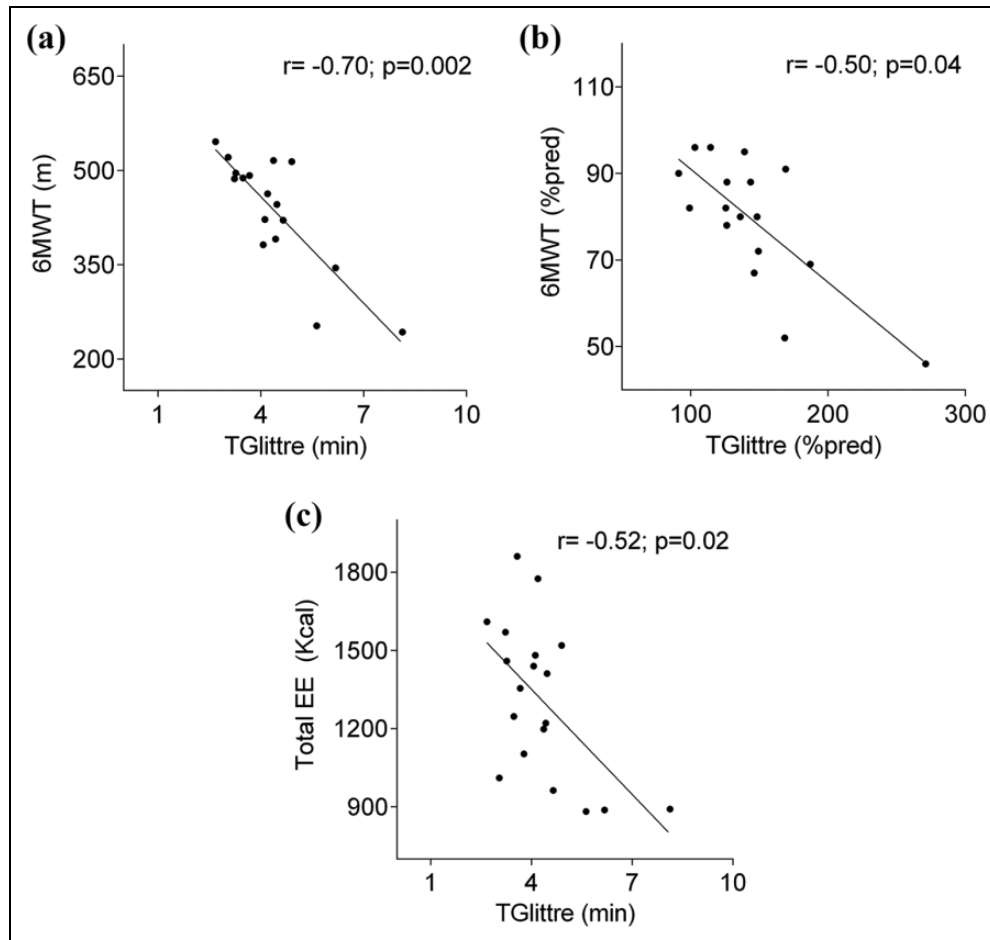 (a)
r= -0.70; p=0.002
650
500
350
200
6MWT (m)
1 4 7 10
TGlittre (min)
(b)
r= -0.50; p=0.04
110
90
70
50
6MWT (%pred)
100 200 300
TGlittre (%pred)
(c)
r= -0.52; p=0.02
1800
1500
1200
900
Total EE (Kcal)
1 4 7 10
TGlittre (min)